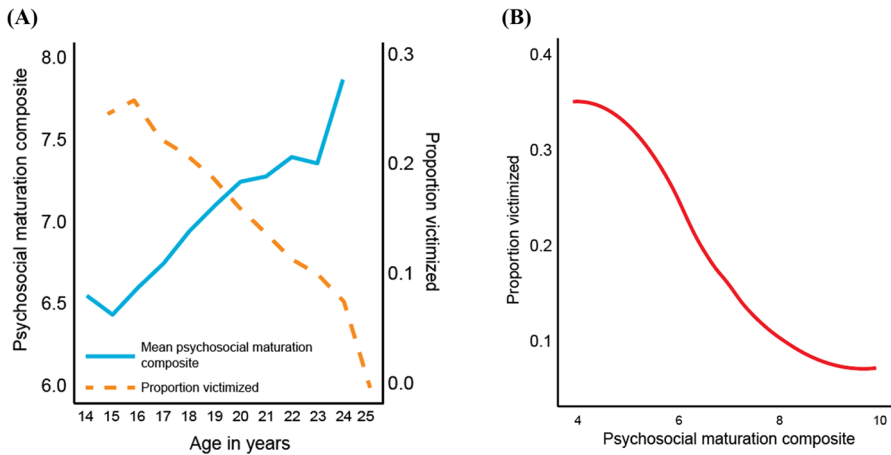 (A)
Psychosocial maturation composite
8.0
7.5
7.0
6.5
6.0
0.3
0.2
0.1
0.0
Proportion victimized
Mean psychosocial maturation
composite
Proportion victimized
14 15 16 17 18 19 20 21 22 23 24 25
Age in years
(B)
Proportion victimized
0.4
0.3
0.2
0.1
4 6 8 10
Psychosocial maturation composite